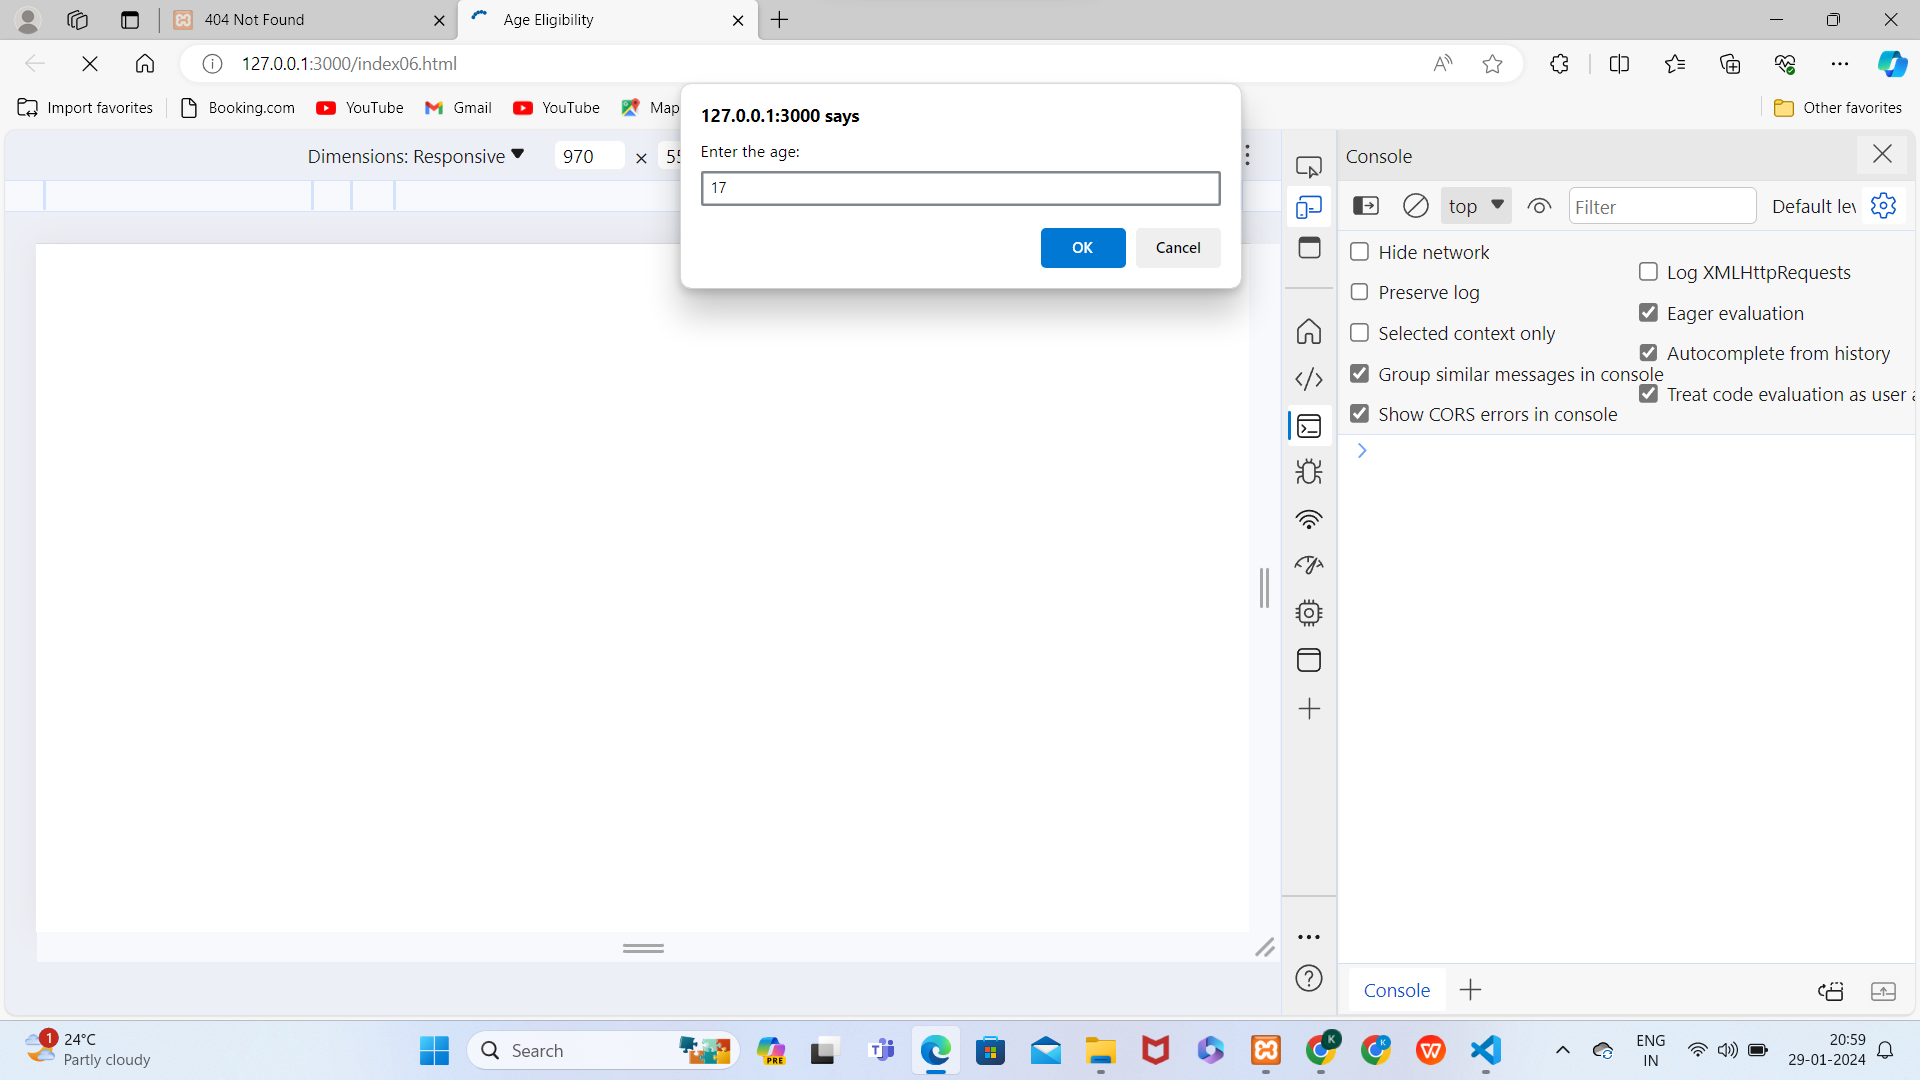 404 Not Found
Age Eligibility
127.0.0.1:3000/index06.html
Import favorites
Booking.com
YouTube
Gmail
YouTube
Map
Other favorites
127.0.0.1:3000 says
Enter the age:
17
OK
Cancel
Dimensions: Responsive
970
×
55
Console
top
Filter
Default lev
Hide network
Preserve log
Selected context only
Group similar messages in console
Show CORS errors in console
Log XMLHttpRequests
Eager evaluation
Autocomplete from history
Treat code evaluation as user a
Console
1
24°C
Partly cloudy
Search
PRE
K
K
ENG
IN
20:59
29-01-2024